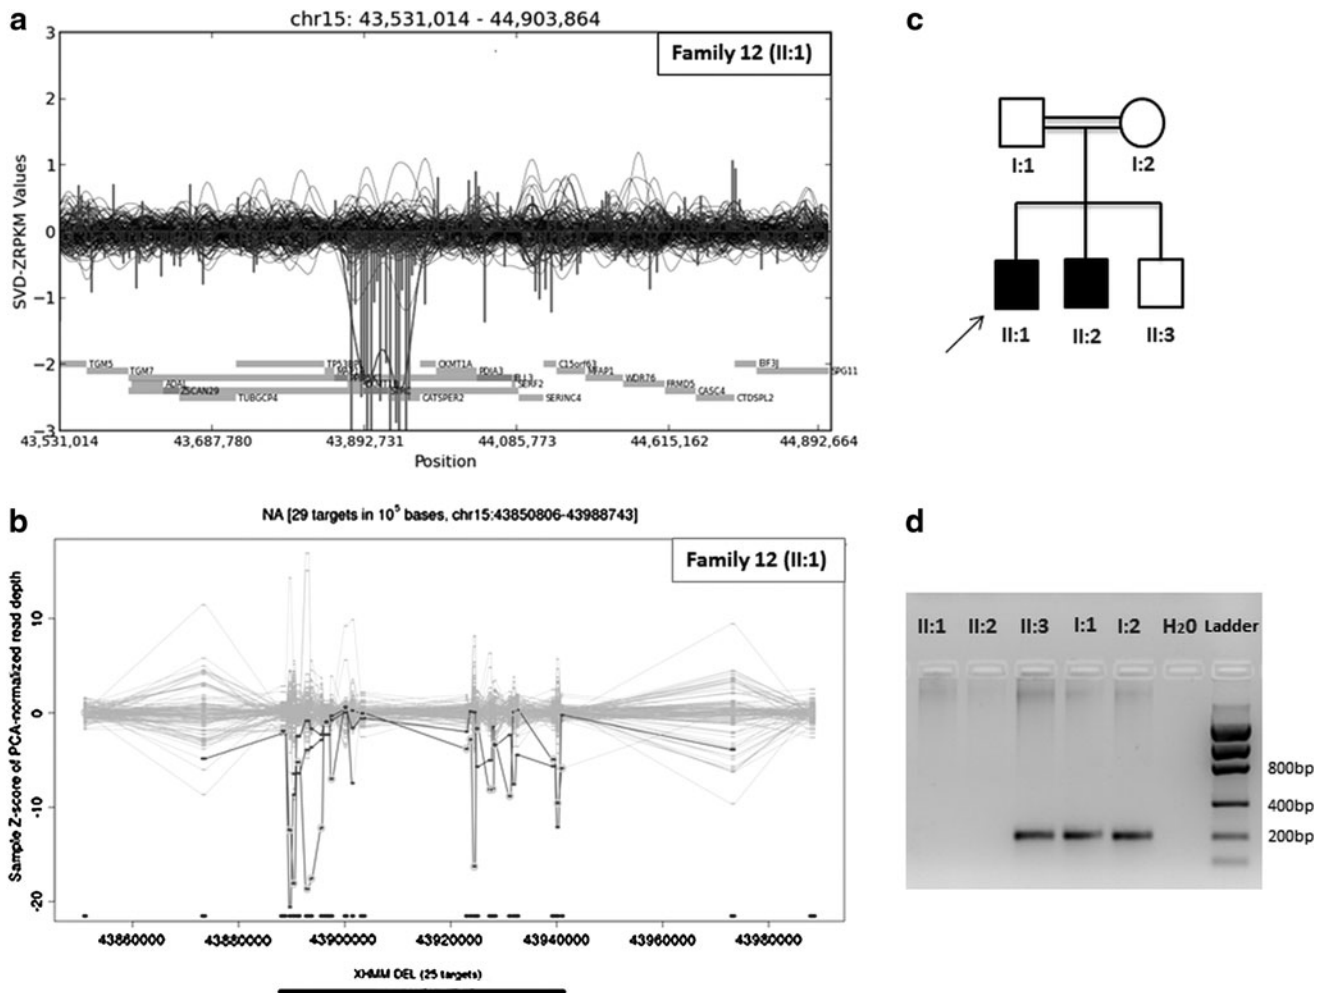 a
chr15: 43,531,014 - 44,903,864
Family 12 (II:1)
SVD-ZRPKM Values
3
2
1
0
−1
−2
−3
TGM5
TGM7
ADAL
ZSCAN29
TUBGCP4
CKMT1A
PDIA3
ELL3
SERF2
CATSPER2
SERINC4
C15orf63
MFAP1
WDR76
FRMD5
CASC4
CTDSPL2
EIF3J
SPG11
43,531,014
43,687,780
43,892,731
44,085,773
44,615,162
44,892,664
Position
b
NA [29 targets in 10⁵ bases, chr15:43850806-43988743]
Family 12 (II:1)
Sample Z-score of PCA-normalized read depth
10
0
-10
-20
43860000
43880000
43900000
43920000
43940000
43960000
43980000
XHMM DEL (25 targets)
c
I:1
I:2
II:1
II:2
II:3
d
II:1 II:2 II:3 I:1 I:2 H20 Ladder
800bp
400bp
200bp